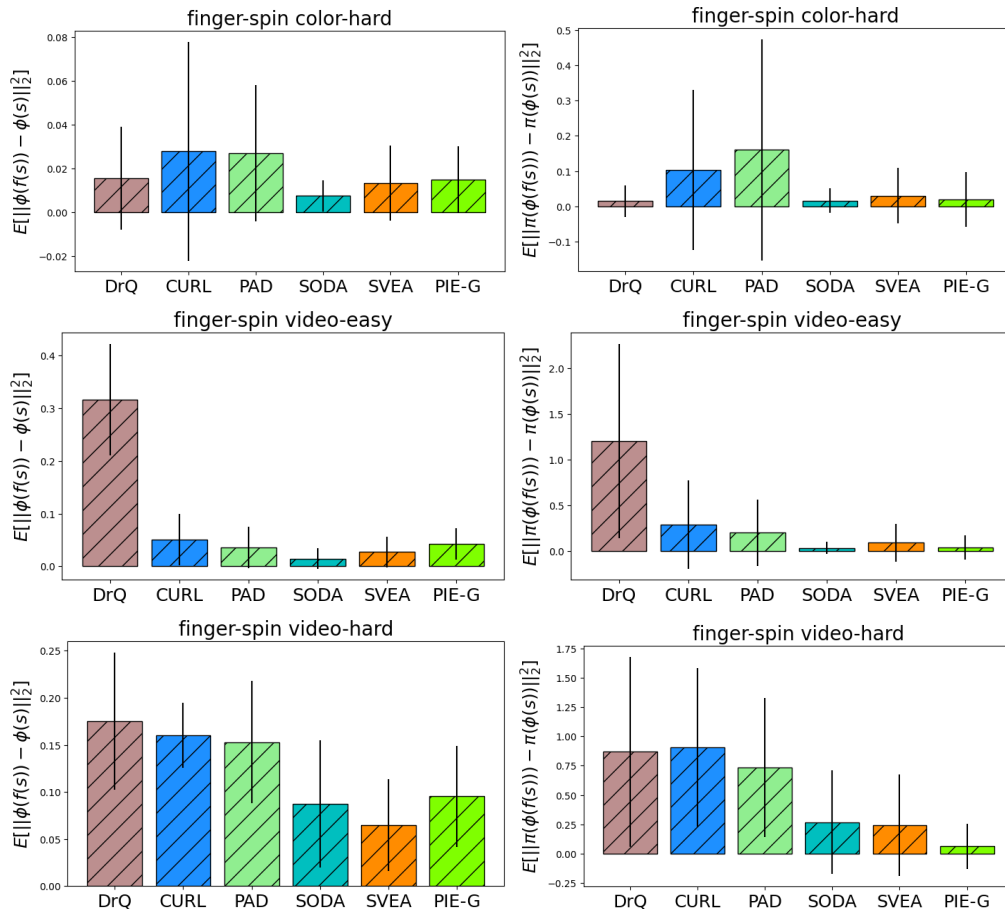 finger-spin color-hard
E[||ϕ(f(s)) − ϕ(s)||₂²]
0.08
0.06
0.04
0.02
0.00
−0.02
DrQ CURL PAD SODA SVEA PIE-G
finger-spin color-hard
E[||π(ϕ(f(s))) − π(ϕ(s))||₂²]
0.5
0.4
0.3
0.2
0.1
0.0
−0.1
DrQ CURL PAD SODA SVEA PIE-G
finger-spin video-easy
E[||ϕ(f(s)) − ϕ(s)||₂²]
0.4
0.3
0.2
0.1
0.0
DrQ CURL PAD SODA SVEA PIE-G
finger-spin video-easy
E[||π(ϕ(f(s))) − π(ϕ(s))||₂²]
2.0
1.5
1.0
0.5
0.0
DrQ CURL PAD SODA SVEA PIE-G
finger-spin video-hard
E[||ϕ(f(s)) − ϕ(s)||₂²]
0.25
0.20
0.15
0.10
0.05
0.00
DrQ CURL PAD SODA SVEA PIE-G
finger-spin video-hard
E[||π(ϕ(f(s))) − π(ϕ(s))||₂²]
1.75
1.50
1.25
1.00
0.75
0.50
0.25
0.00
−0.25
DrQ CURL PAD SODA SVEA PIE-G